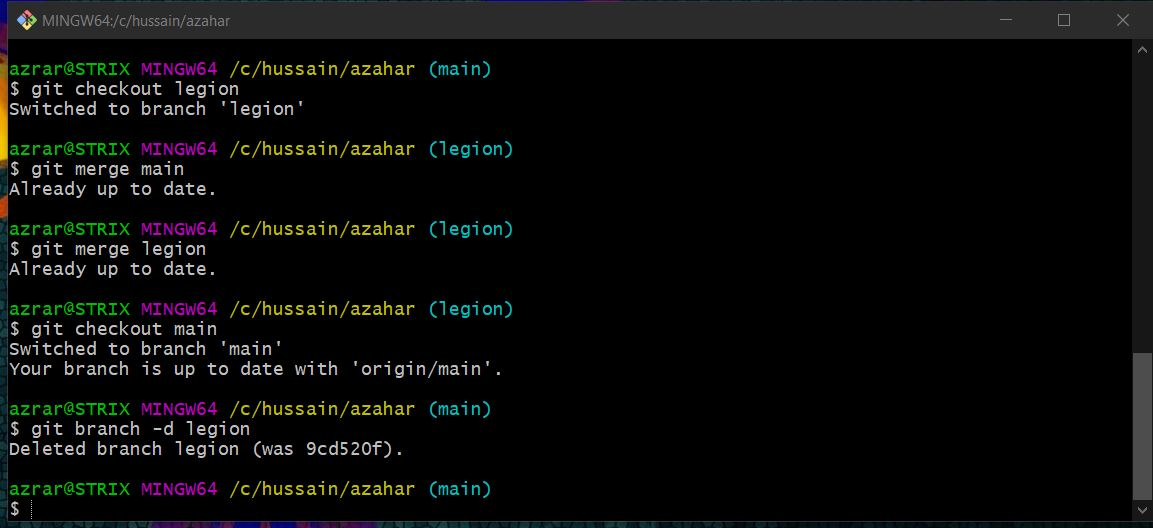 MINGW64:/c/hussain/azahar
azrar@STRIX MINGW64 /c/hussain/azahar (main)
$ git checkout legion
Switched to branch 'legion'
azrar@STRIX MINGW64 /c/hussain/azahar (legion)
$ git merge main
Already up to date.
azrar@STRIX MINGW64 /c/hussain/azahar (legion)
$ git merge legion
Already up to date.
azrar@STRIX MINGW64 /c/hussain/azahar (legion)
$ git checkout main
Switched to branch 'main'
Your branch is up to date with 'origin/main'.
azrar@STRIX MINGW64 /c/hussain/azahar (main)
$ git branch -d legion
Deleted branch legion (was 9cd520f).
azrar@STRIX MINGW64 /c/hussain/azahar (main)
$